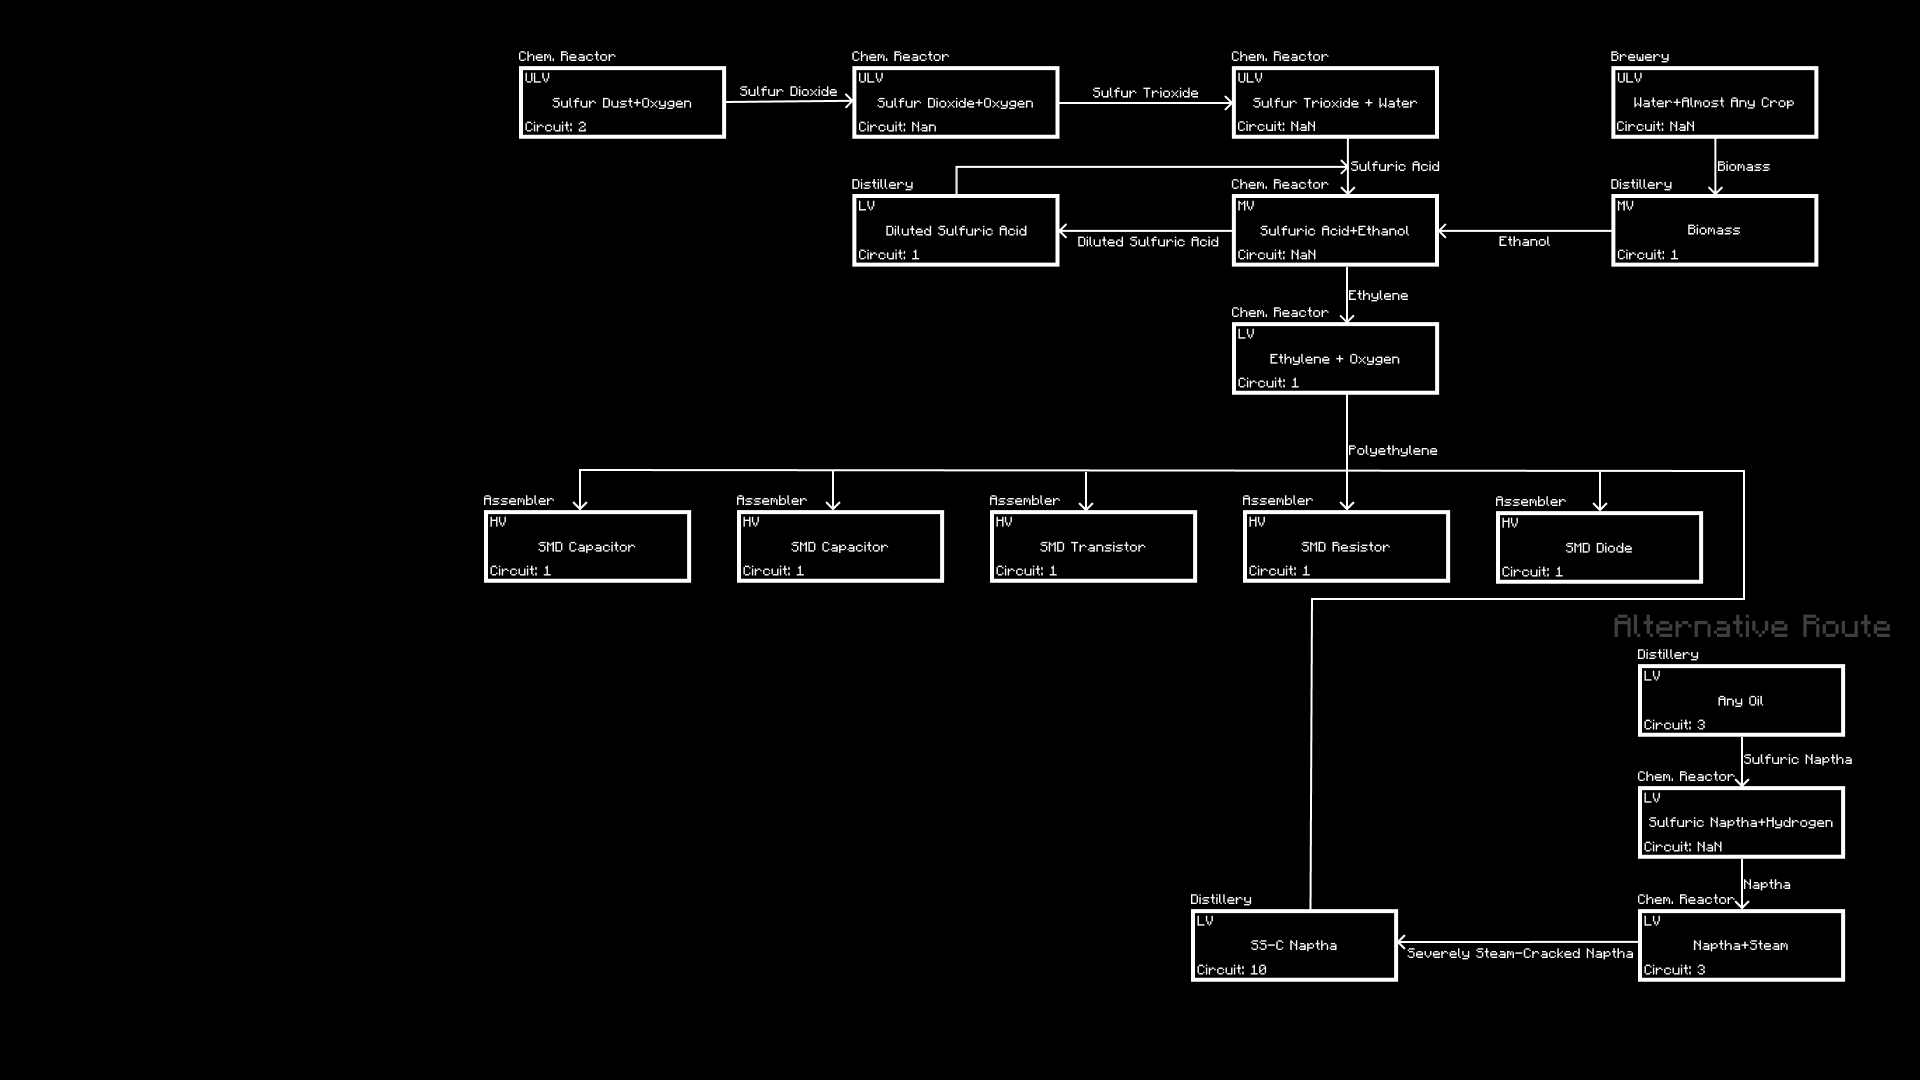 Chem. Reactor
ULV
Sulfur Dust+Oxygen
Circuit: 2
Sulfur Dioxide
Chem. Reactor
ULV
Sulfur Dioxide+Oxygen
Circuit: Nan
Sulfur Trioxide
Chem. Reactor
ULV
Sulfur Trioxide + Water
Circuit: NaN
Brewery
ULV
Water+Almost Any Crop
Circuit: NaN
Sulfuric Acid
Biomass
Distillery
LV
Diluted Sulfuric Acid
Circuit: 1
Diluted Sulfuric Acid
Chem. Reactor
MV
Sulfuric Acid+Ethanol
Circuit: NaN
Ethanol
Distillery
MV
Biomass
Circuit: 1
Ethylene
Chem. Reactor
LV
Ethylene + Oxygen
Circuit: 1
Polyethylene
Assembler
HV
SMD Capacitor
Circuit: 1
Assembler
HV
SMD Capacitor
Circuit: 1
Assembler
HV
SMD Transistor
Circuit: 1
Assembler
HV
SMD Resistor
Circuit: 1
Assembler
HV
SMD Diode
Circuit: 1
Alternative Route
Distillery
LV
Any Oil
Circuit: 3
Sulfuric Naptha
Chem. Reactor
LV
Sulfuric Naptha+Hydrogen
Circuit: NaN
Naptha
Chem. Reactor
LV
Naptha+Steam
Circuit: 3
Severely Steam-Cracked Naptha
Distillery
LV
SS-C Naptha
Circuit: 10